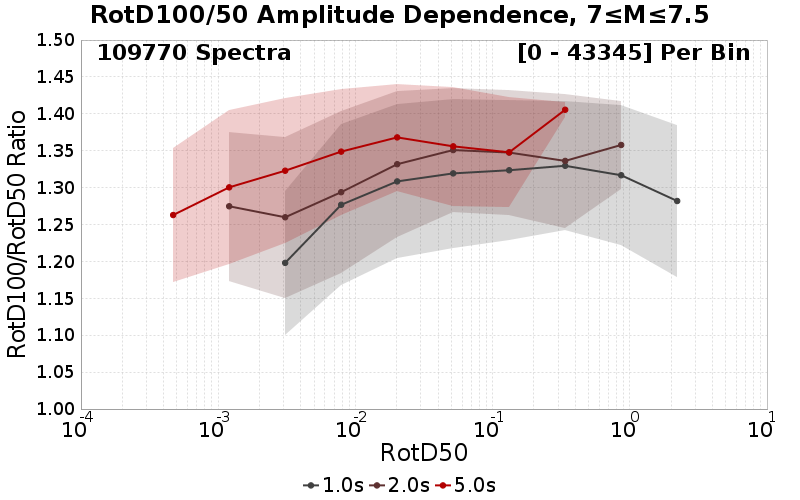 RotD100/50 Amplitude Dependence, 7≤M≤7.5
109770 Spectra
[0 - 43345] Per Bin
RotD100/RotD50 Ratio
1.50
1.45
1.40
1.35
1.30
1.25
1.20
1.15
1.10
1.05
1.00
10^-4 10^-3 10^-2 10^-1 10^0 10^1
RotD50
1.0s 2.0s 5.0s